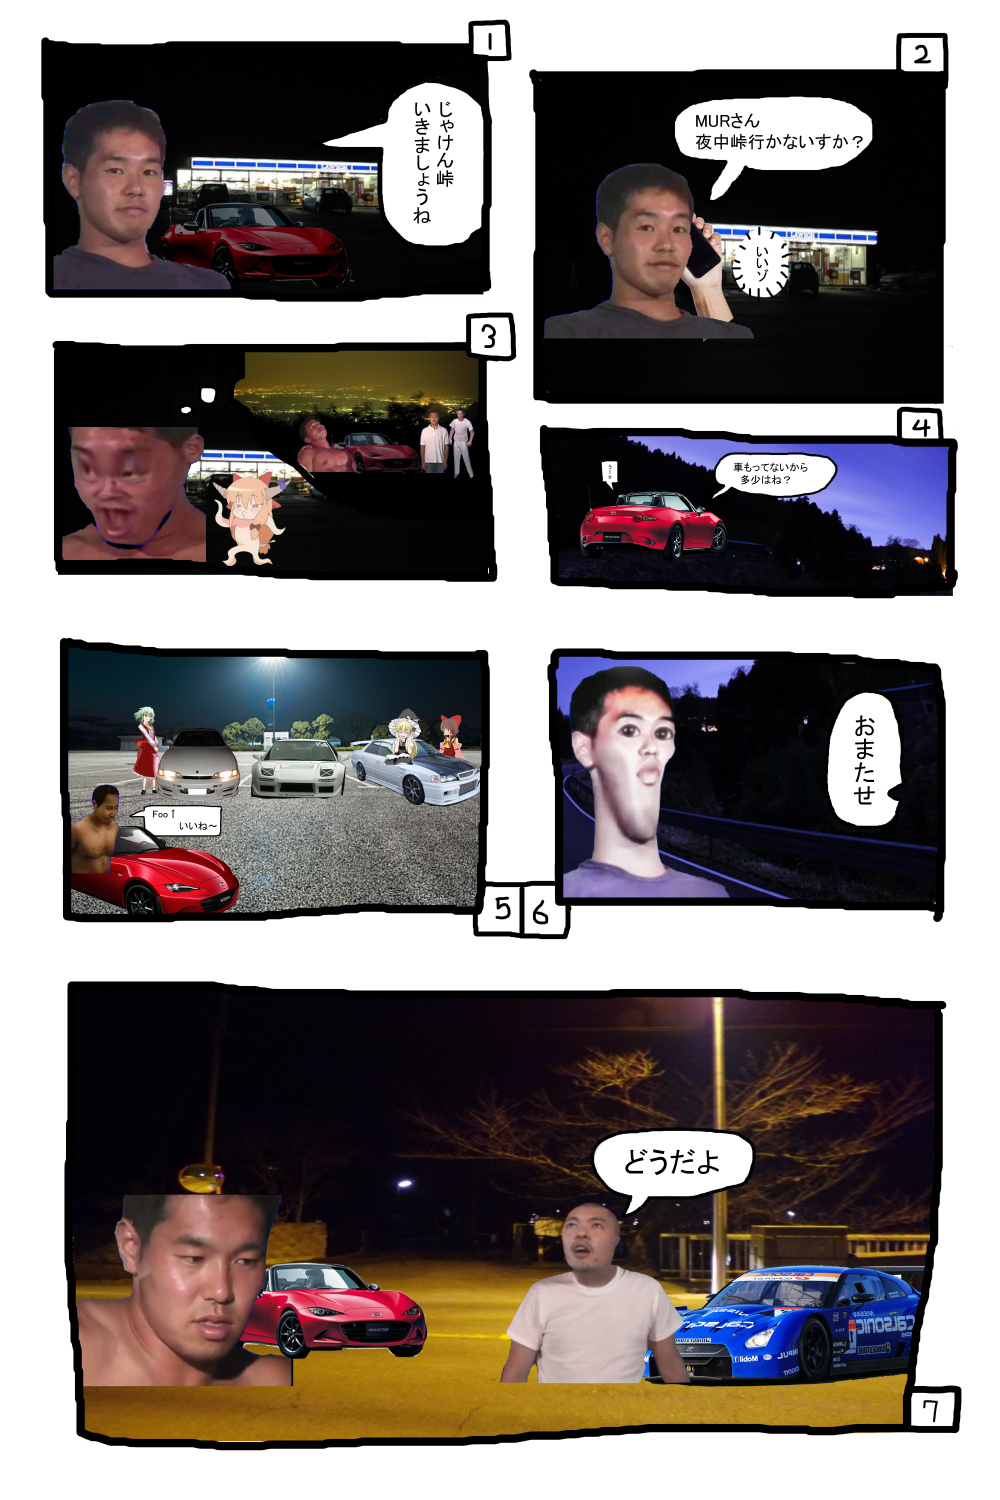 1
じゃけん峠
いきましょうね
LAWSON
2
MURさん
夜中峠行かないすか？
いいゾ
3
4
車もってないから
多少はね？
5
Foo↑
いいね～
6
おまたせ
7
どうだよ
ROADSTER